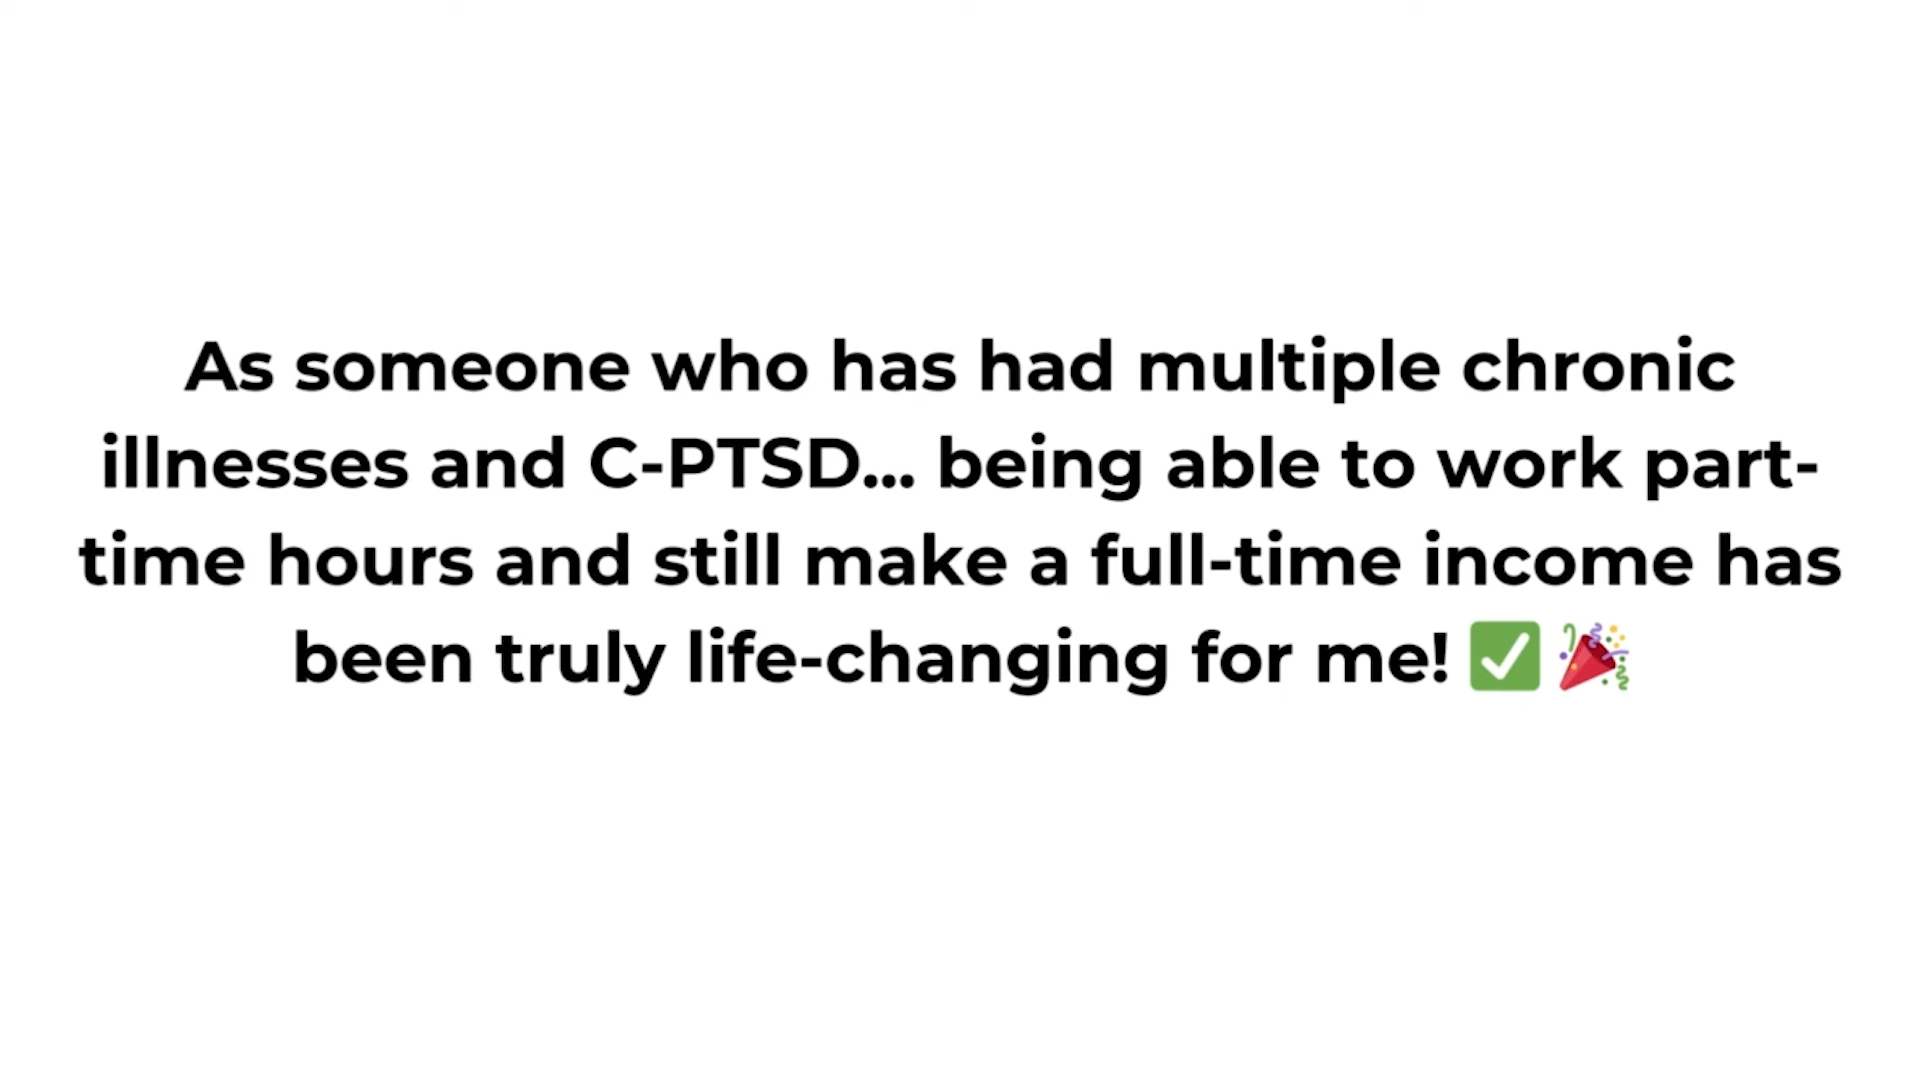 As someone who has had multiple chronic
illnesses and C-PTSD... being able to work part-
time hours and still make a full-time income has
been truly life-changing for me! ✅ 🎉